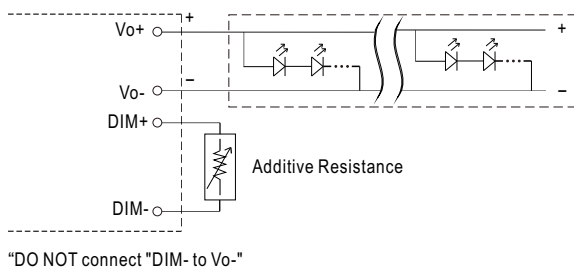 Vo+ + +
Vo- − −
DIM+
Additive Resistance
DIM-
“DO NOT connect "DIM- to Vo-"